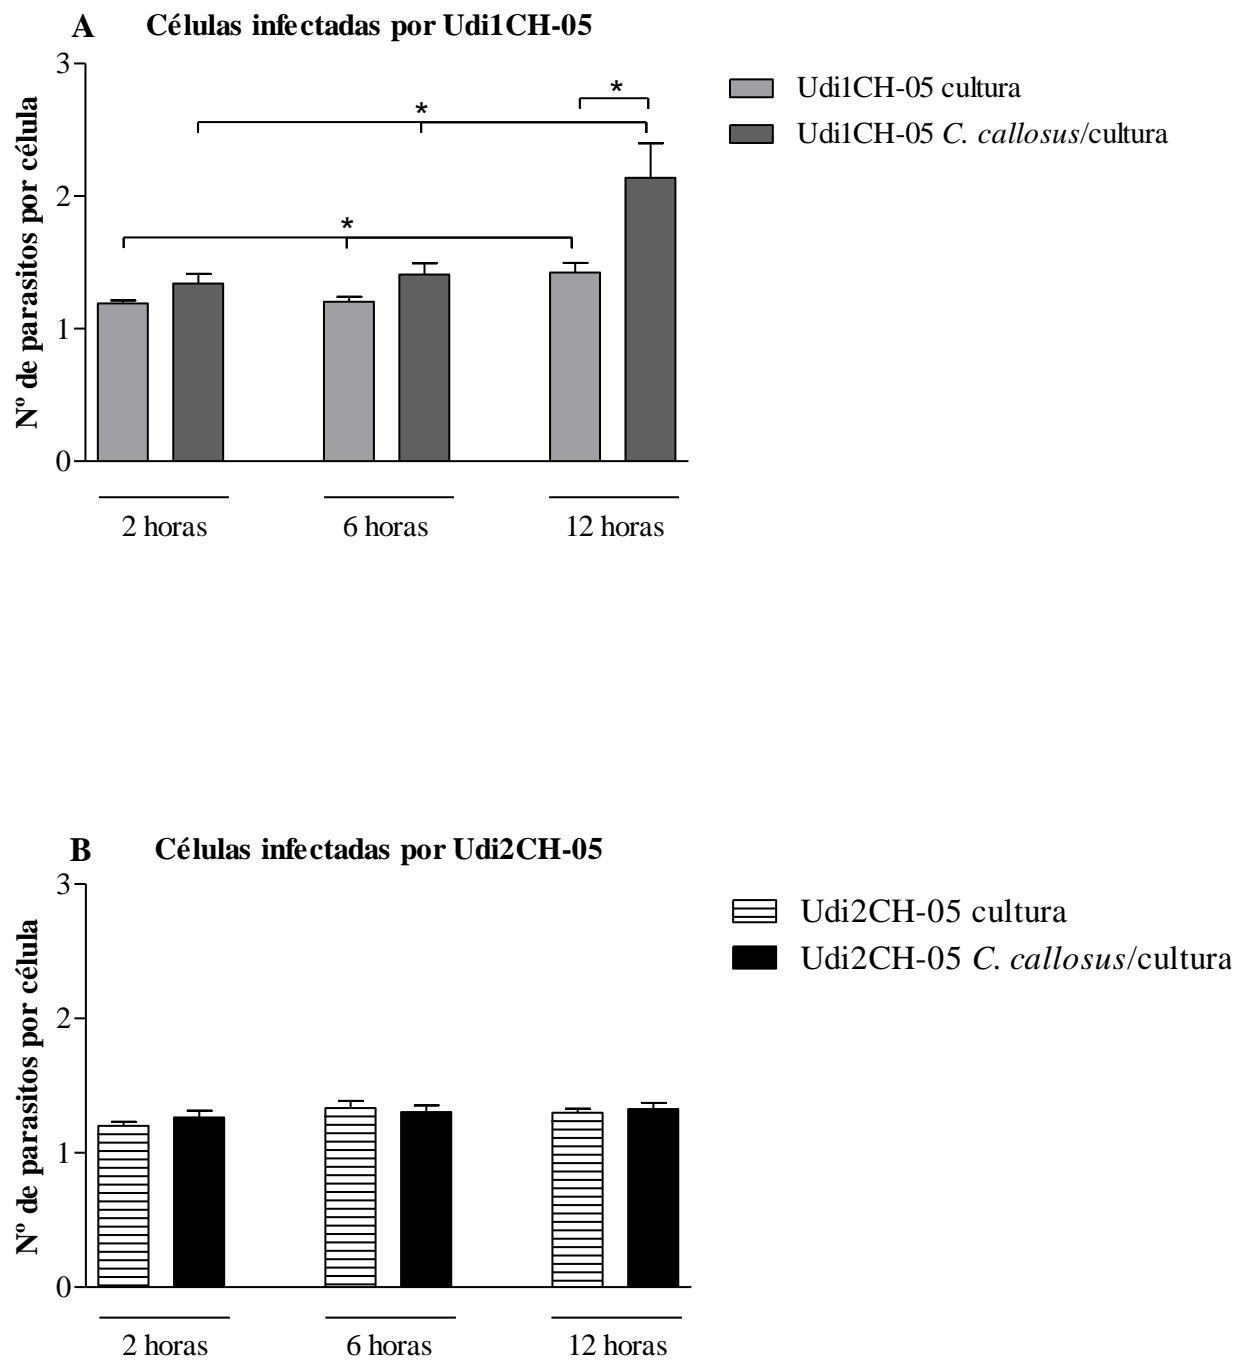 A Células infectadas por Udi1CH-05
Nº de parasitos por célula
3
2
1
0
*
*
*
Udi1CH-05 cultura
Udi1CH-05 C. callosus/cultura
2 horas 6 horas 12 horas
B Células infectadas por Udi2CH-05
Nº de parasitos por célula
3
2
1
0
Udi2CH-05 cultura
Udi2CH-05 C. callosus/cultura
2 horas 6 horas 12 horas